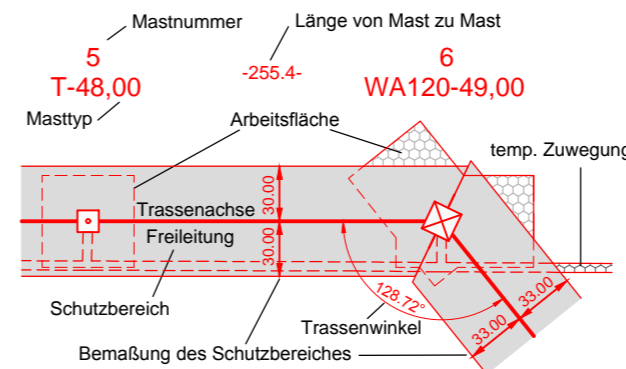 Mastnummer
Länge von Mast zu Mast
5
-255.4-
6
T-48,00
WA120-49,00
Masttyp
Arbeitsfläche
temp. Zuwegung
30.00
Trassenachse
Freileitung
30.00
Schutzbereich
128.72°
33.00
33.00
Trassenwinkel
Bemaßung des Schutzbereiches